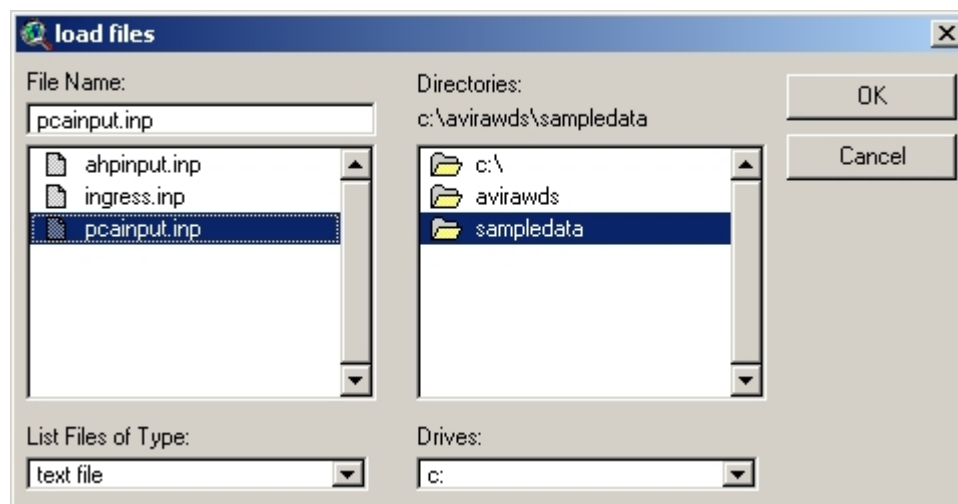 load files
File Name:
pcainput.inp
ahpinput.inp
ingress.inp
pcainput.inp
List Files of Type:
text file
Directories:
c:\avirawds\sampledata
c:\
avirawds
sampledata
Drives:
c:
OK
Cancel